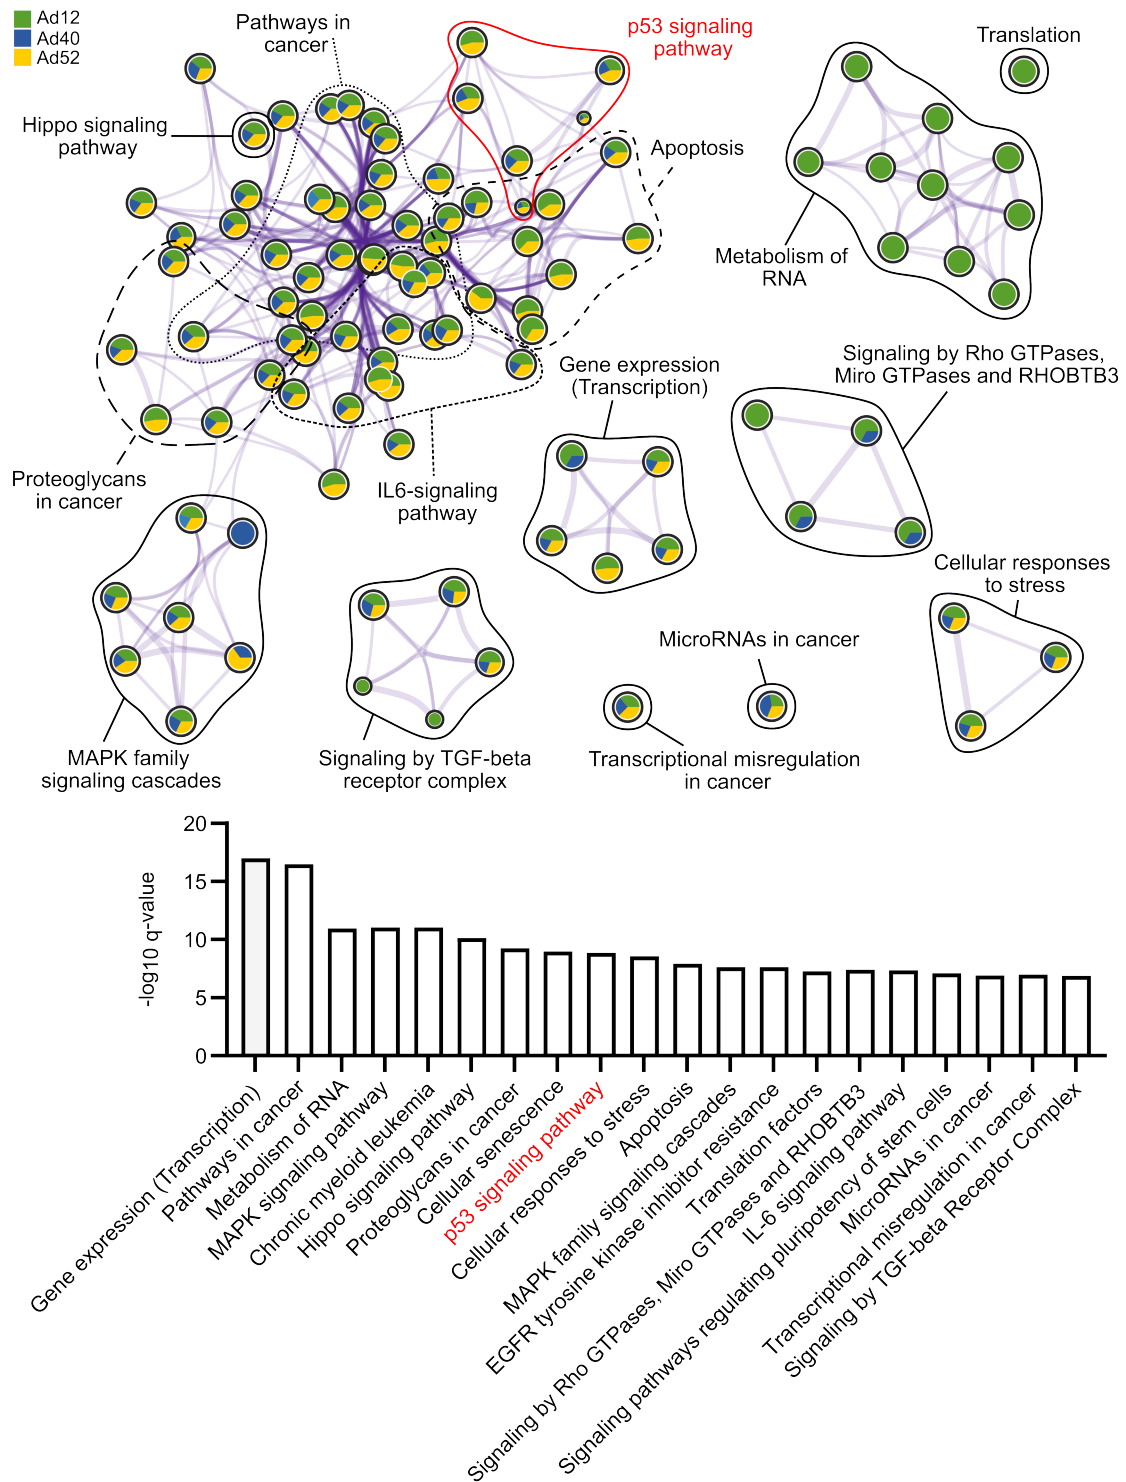 Ad12
Ad40
Ad52
Pathways in
cancer
p53 signaling
pathway
Translation
Hippo signaling
pathway
Apoptosis
Metabolism of
RNA
Gene expression
(Transcription)
Signaling by Rho GTPases,
Miro GTPases and RHOBTB3
Proteoglycans
in cancer
IL6-signaling
pathway
Cellular responses
to stress
MicroRNAs in cancer
MAPK family
signaling cascades
Signaling by TGF-beta
receptor complex
Transcriptional misregulation
in cancer
-log10 q-value
20
15
10
5
0
Gene expression (Transcription)
Pathways in cancer
Metabolism of RNA
MAPK signaling pathway
Chronic myeloid leukemia
Hippo signaling pathway
Proteoglycans in cancer
Cellular senescence
p53 signaling pathway
Cellular responses to stress
Apoptosis
MAPK family signaling cascades
EGFR tyrosine kinase inhibitor resistance
Translation factors
Signaling by Rho GTPases, Miro GTPases and RHOBTB3
IL-6 signaling pathway
Signaling pathways regulating pluripotency of stem cells
MicroRNAs in cancer
Transcriptional misregulation in cancer
Signaling by TGF-beta Receptor Complex